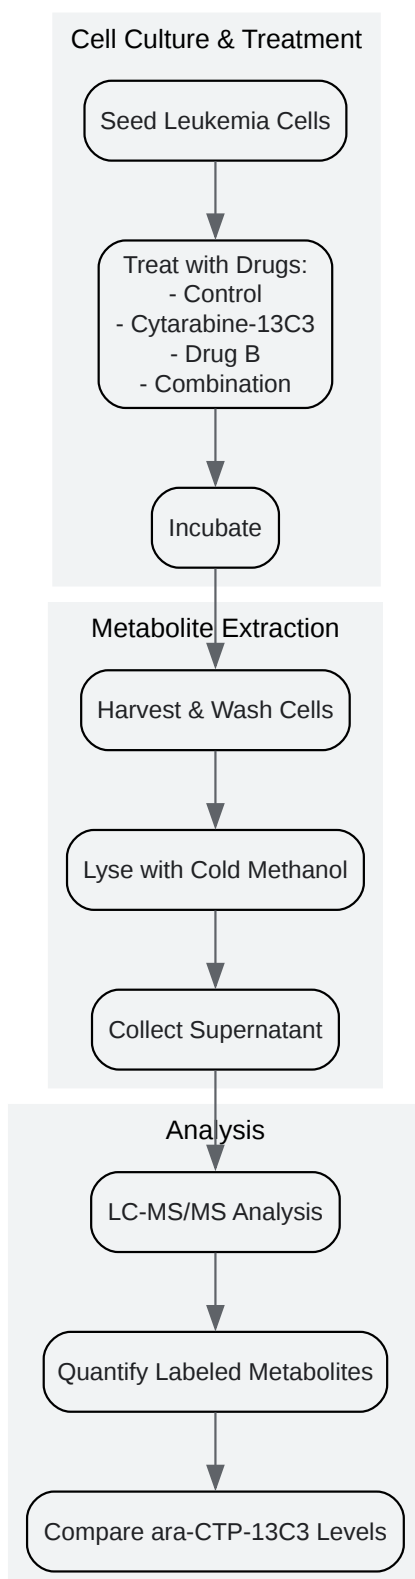 Cell Culture & Treatment
Seed Leukemia Cells
Treat with Drugs:
- Control
- Cytarabine-13C3
- Drug B
- Combination
Incubate
Metabolite Extraction
Harvest & Wash Cells
Lyse with Cold Methanol
Collect Supernatant
Analysis
LC-MS/MS Analysis
Quantify Labeled Metabolites
Compare ara-CTP-13C3 Levels